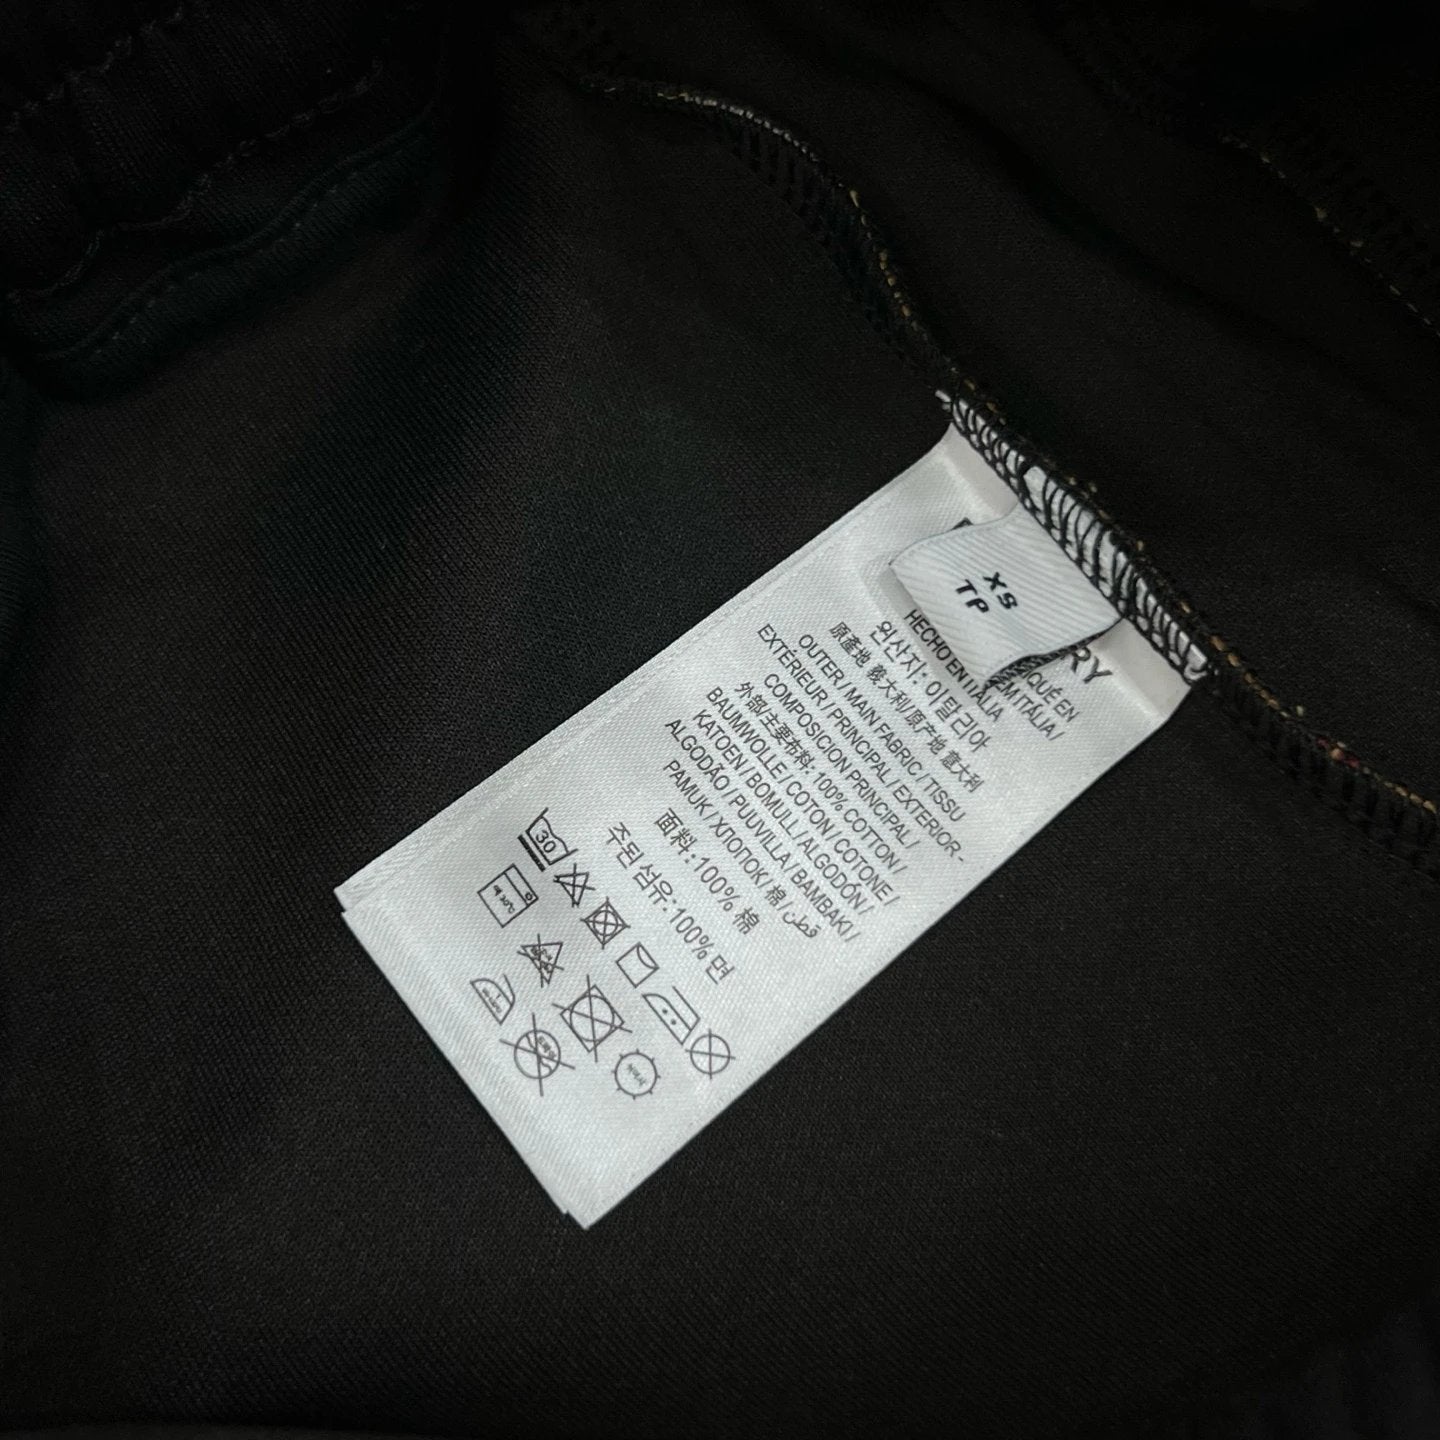 XS
TP
RY
IQUÉ EN
EM ITÁLIA /
HECHO EN ITALIA
원산지: 이탈리아
原產地 義大利/原产地 意大利
OUTER / MAIN FABRIC / TISSU
EXTÉRIEUR / PRINCIPAL / EXTERIOR -
COMPOSICION PRINCIPAL /
外部/主要布料: 100% COTTON /
BAUMWOLLE / COTON / COTONE /
KATOEN / BOMULL / ALGODÓN /
ALGODÃO / PUUVILLA / BAMBAKI /
PAMUK / ХЛОПОК / 棉 / قطن
面料: 100% 棉
주된 섬유: 100% 면
30